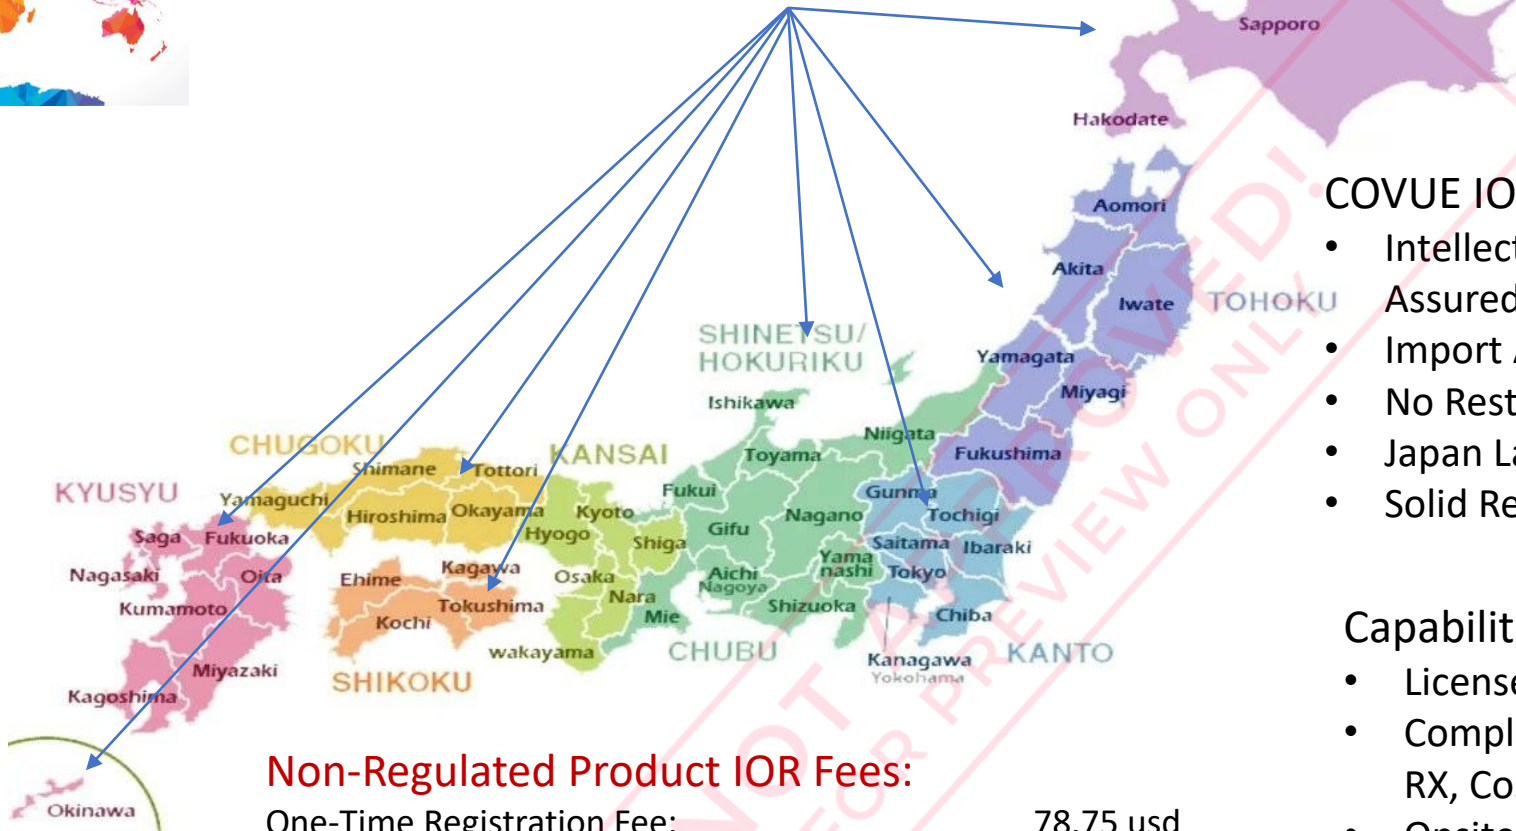 Sapporo
Hakodate
Aomori
Akita
Iwate
TOHOKU
Yamagata
Miyagi
Fukushima
SHINETSU/
HOKURIKU
Ishikawa
Niigata
Toyama
Fukui
Gifu
Nagano
Yama
nashi
Aichi
Nagoya
Shizuoka
Mie
CHUBU
Gunma
Tochigi
Saitama
Ibaraki
Tokyo
Chiba
Kanagawa
Yokohama
KANTO
KANSAI
Kyoto
Hyogo
Shiga
Osaka
Nara
wakayama
CHUGOKU
Shimane
Tottori
Yamaguchi
Hiroshima
Okayama
Ehime
Kagawa
Tokushima
Kochi
SHIKOKU
KYUSYU
Saga
Fukuoka
Nagasaki
Oita
Kumamoto
Miyazaki
Kagoshima
Okinawa
COVUE IO
• Intellect
Assured
• Import A
• No Rest
• Japan La
• Solid Re
Capabilit
• License
• Compl
RX, Co
• Onsite
Non-Regulated Product IOR Fees:
One-Time Registration Fee: 78.75 usd
NOT APPROVED!
FOR PREVIEW ONLY